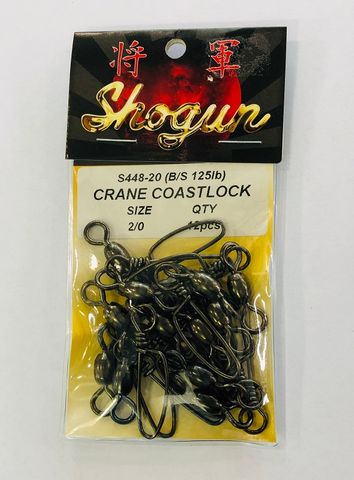 将 軍
Shogun
S448-20 (B/S 125lb)
CRANE COASTLOCK
SIZE QTY
2/0 12pcs